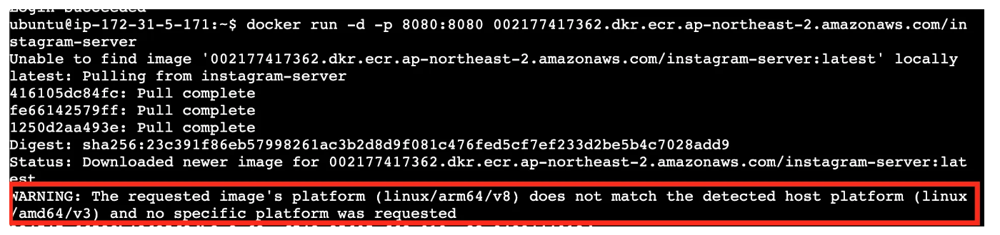 Login Succeeded
ubuntu@ip-172-31-5-171:~$ docker run -d -p 8080:8080 002177417362.dkr.ecr.ap-northeast-2.amazonaws.com/in
stagram-server
Unable to find image '002177417362.dkr.ecr.ap-northeast-2.amazonaws.com/instagram-server:latest' locally
latest: Pulling from instagram-server
416105dc84fc: Pull complete
fe66142579ff: Pull complete
1250d2aa493e: Pull complete
Digest: sha256:23c391f86eb57998261ac3b2d8d9f081c476fed5cf7ef233d2be5b4c7028add9
Status: Downloaded newer image for 002177417362.dkr.ecr.ap-northeast-2.amazonaws.com/instagram-server:lat
est
WARNING: The requested image's platform (linux/arm64/v8) does not match the detected host platform (linux
/amd64/v3) and no specific platform was requested